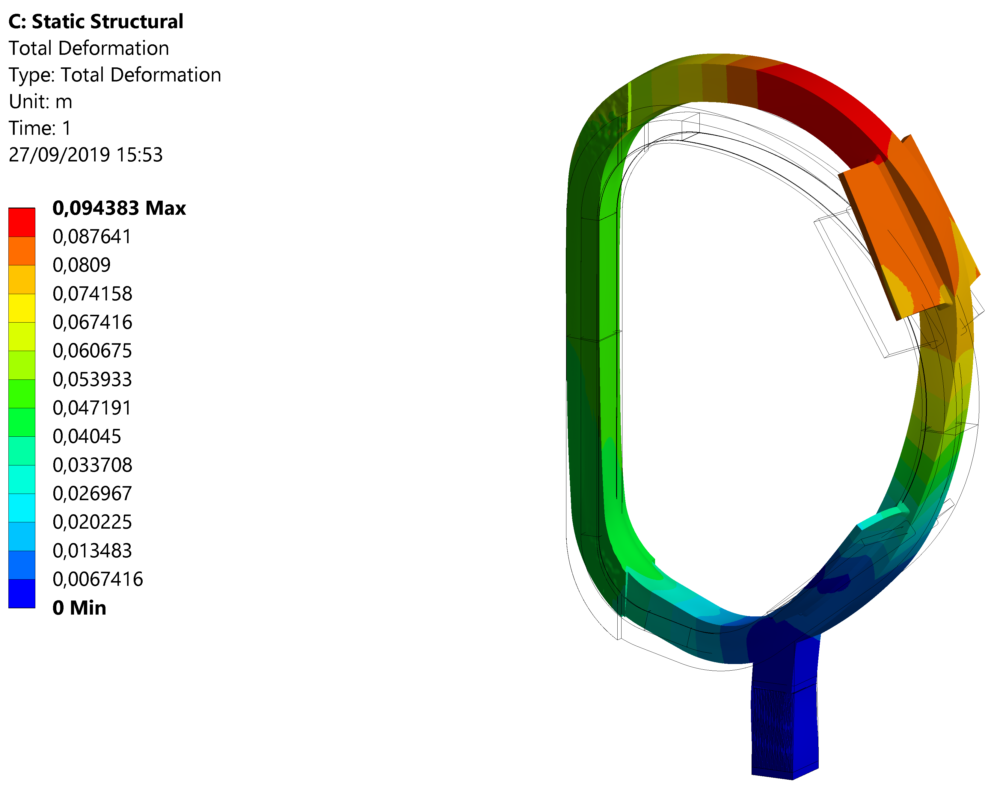 C: Static Structural
Total Deformation
Type: Total Deformation
Unit: m
Time: 1
27/09/2019 15:53
0,094383 Max
0,087641
0,0809
0,074158
0,067416
0,060675
0,053933
0,047191
0,04045
0,033708
0,026967
0,020225
0,013483
0,0067416
0 Min